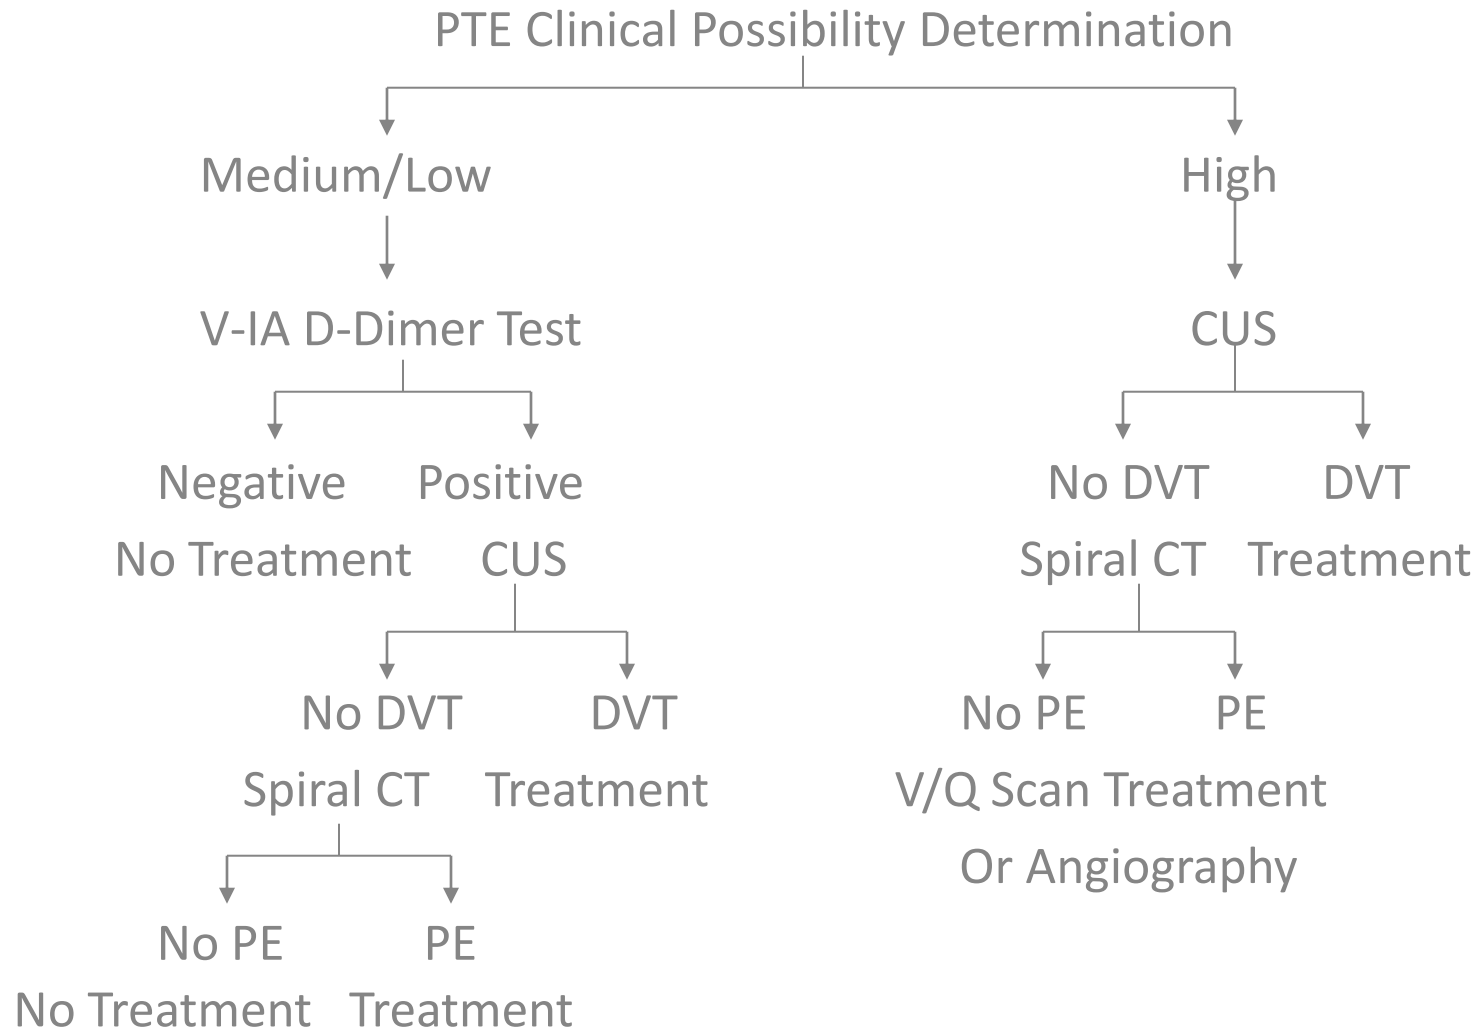 PTE Clinical Possibility Determination
Medium/Low High
V-IA D-Dimer Test CUS
Negative Positive No DVT DVT
No Treatment CUS Spiral CT Treatment
No DVT DVT No PE PE
Spiral CT Treatment V/Q Scan Treatment
Or Angiography
No PE PE
No Treatment Treatment